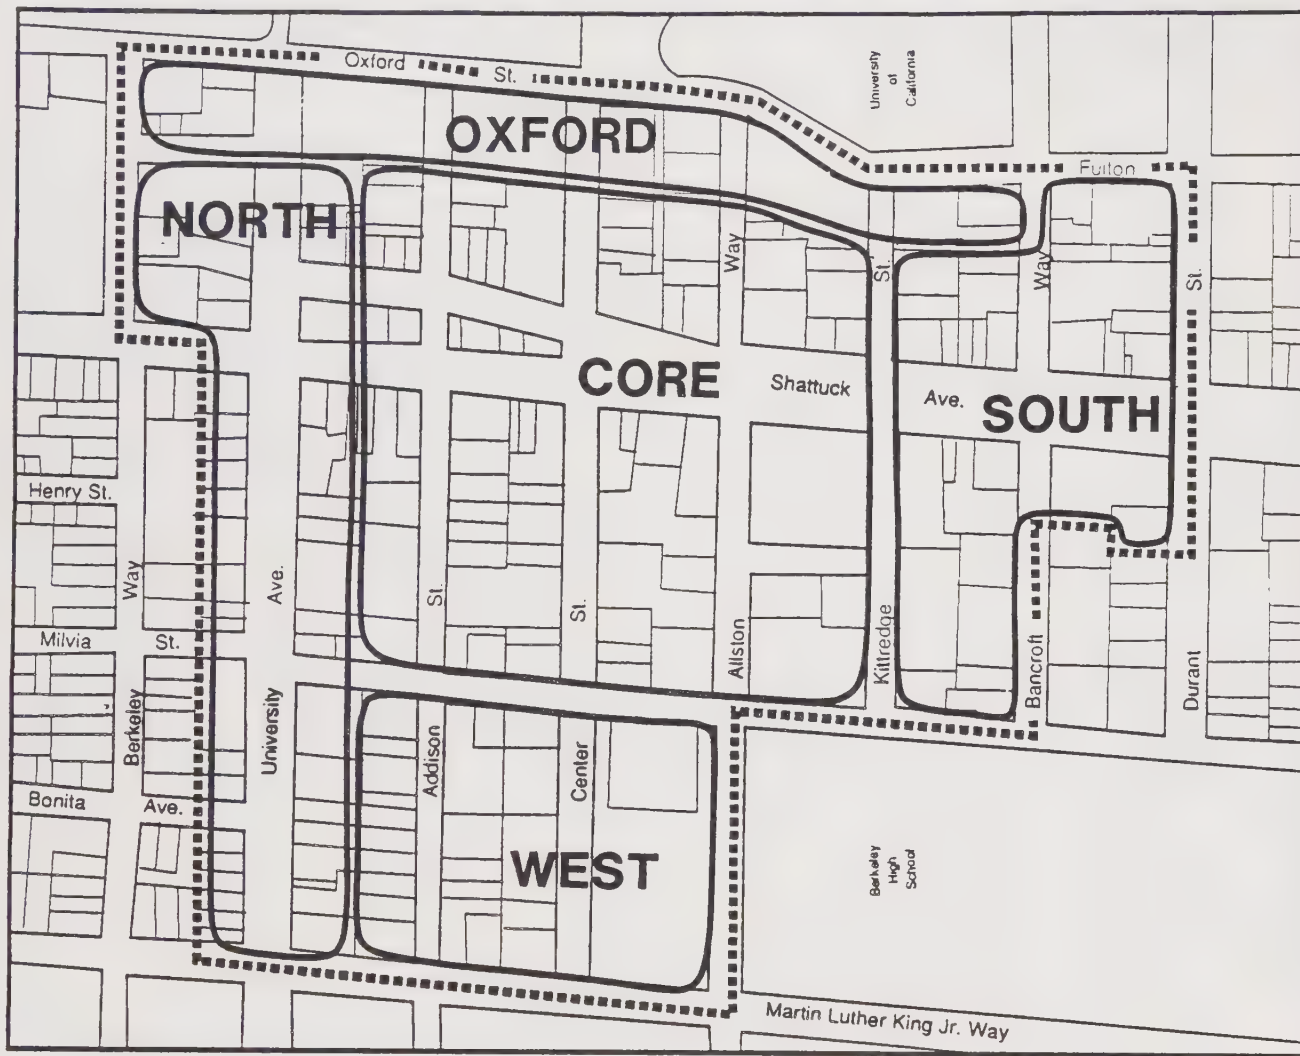 Oxford St.
University
of
California
OXFORD
Fulton
NORTH
Way
St.
Way
St.
CORE
Shattuck Ave.
SOUTH
Henry St.
Way
Ave.
St.
St.
Milvia St.
Allston
Kittredge
Bancroft
Durant
Berkeley
University
Addison
Center
Bonita Ave.
WEST
Berkeley
High
School
Martin Luther King Jr. Way